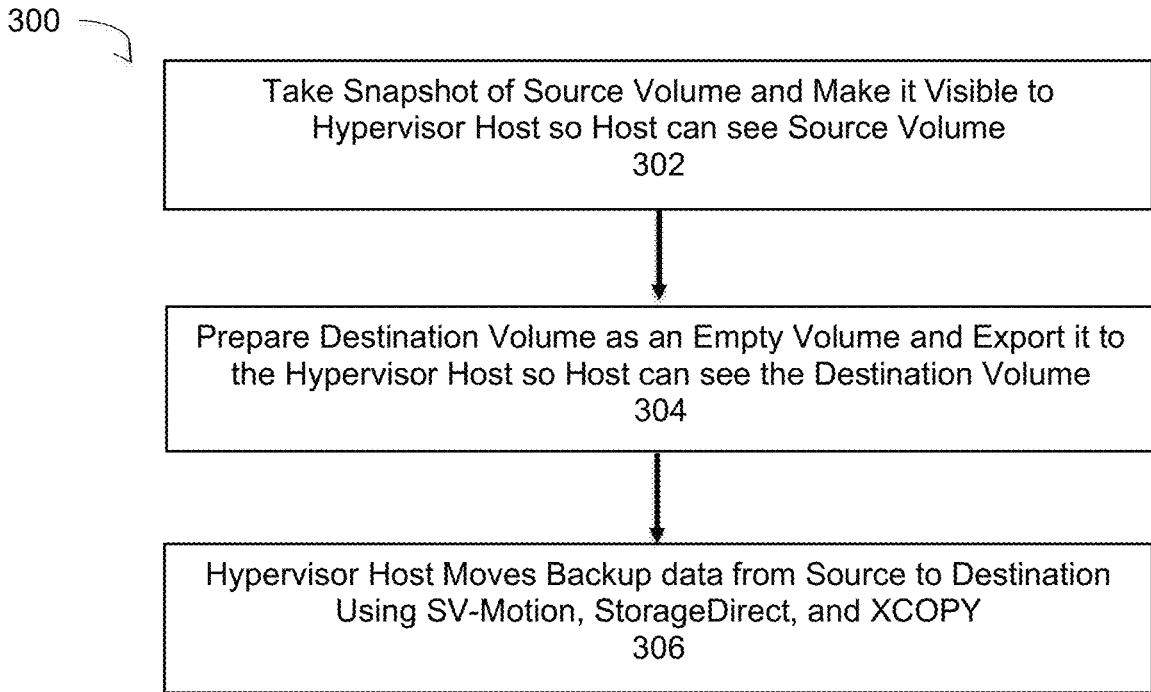 300
Take Snapshot of Source Volume and Make it Visible to
Hypervisor Host so Host can see Source Volume
302
Prepare Destination Volume as an Empty Volume and Export it to
the Hypervisor Host so Host can see the Destination Volume
304
Hypervisor Host Moves Backup data from Source to Destination
Using SV-Motion, StorageDirect, and XCOPY
306